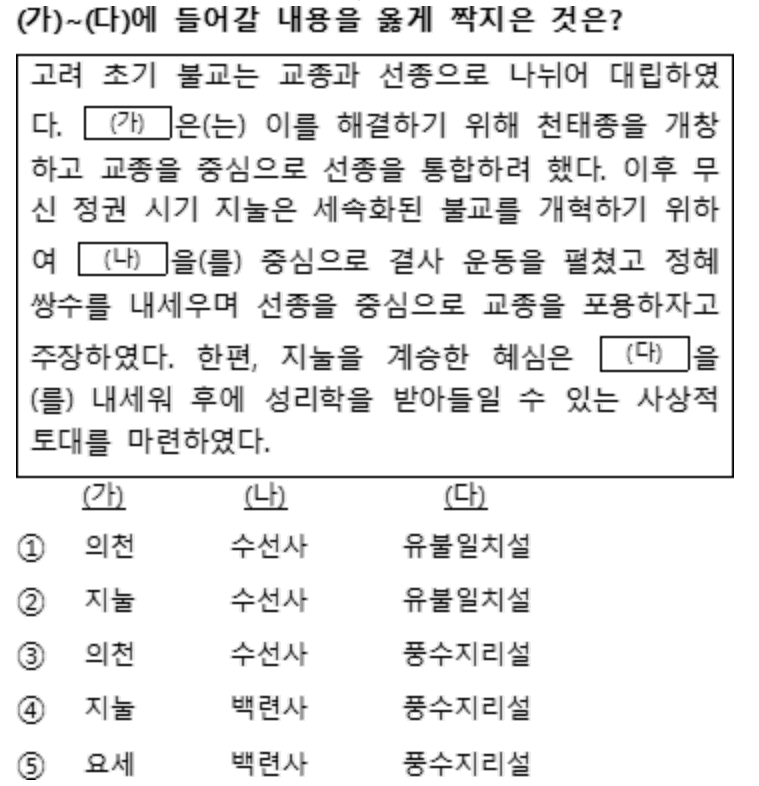 (가)~(다)에 들어갈 내용을 옳게 짝지은 것은?
고려 초기 불교는 교종과 선종으로 나뉘어 대립하였
다. (가) 은(는) 이를 해결하기 위해 천태종을 개창
하고 교종을 중심으로 선종을 통합하려 했다. 이후 무
신 정권 시기 지눌은 세속화된 불교를 개혁하기 위하
여 (나) 을(를) 중심으로 결사 운동을 펼쳤고 정혜
쌍수를 내세우며 선종을 중심으로 교종을 포용하자고
주장하였다. 한편, 지눌을 계승한 혜심은 (다) 을
(를) 내세워 후에 성리학을 받아들일 수 있는 사상적
토대를 마련하였다.
(가) (나) (다)
① 의천 수선사 유불일치설
② 지눌 수선사 유불일치설
③ 의천 수선사 풍수지리설
④ 지눌 백련사 풍수지리설
⑤ 요세 백련사 풍수지리설